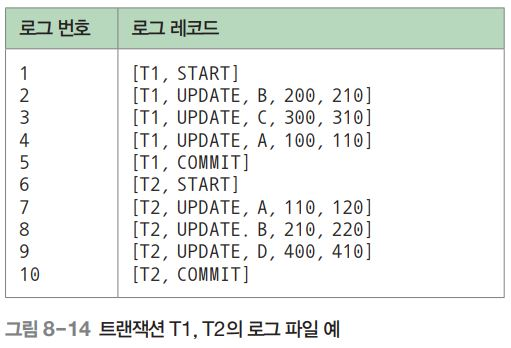 로그 번호 로그 레코드
1 [T1, START]
2 [T1, UPDATE, B, 200, 210]
3 [T1, UPDATE, C, 300, 310]
4 [T1, UPDATE, A, 100, 110]
5 [T1, COMMIT]
6 [T2, START]
7 [T2, UPDATE, A, 110, 120]
8 [T2, UPDATE. B, 210, 220]
9 [T2, UPDATE, D, 400, 410]
10 [T2, COMMIT]
그림 8-14 트랜잭션 T1, T2의 로그 파일 예